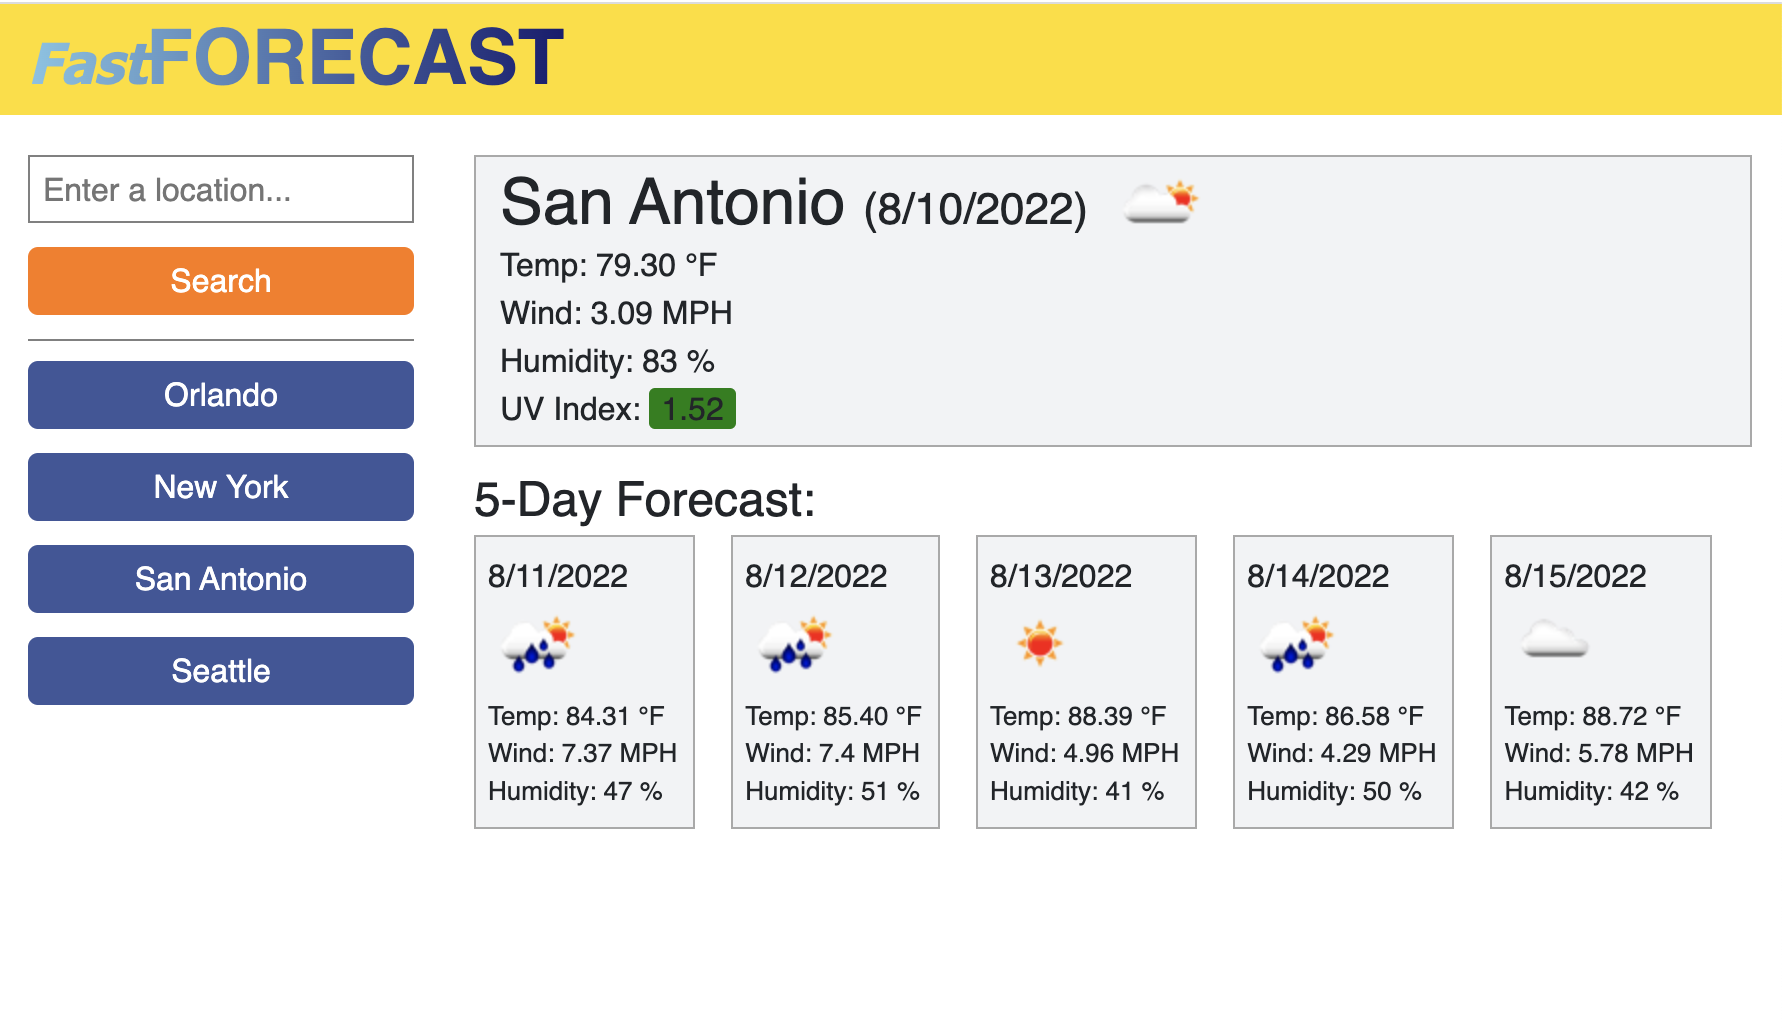 FastFORECAST
Enter a location...
Search
Orlando
New York
San Antonio
Seattle
San Antonio (8/10/2022)
Temp: 79.30 °F
Wind: 3.09 MPH
Humidity: 83 %
UV Index: 1.52
5-Day Forecast:
8/11/2022
Temp: 84.31 °F
Wind: 7.37 MPH
Humidity: 47 %
8/12/2022
Temp: 85.40 °F
Wind: 7.4 MPH
Humidity: 51 %
8/13/2022
Temp: 88.39 °F
Wind: 4.96 MPH
Humidity: 41 %
8/14/2022
Temp: 86.58 °F
Wind: 4.29 MPH
Humidity: 50 %
8/15/2022
Temp: 88.72 °F
Wind: 5.78 MPH
Humidity: 42 %